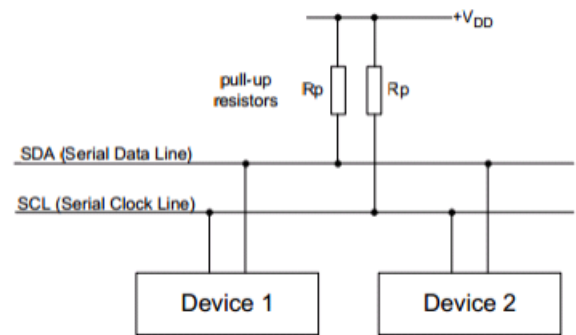 +VDD
pull-up
resistors
Rp
Rp
SDA (Serial Data Line)
SCL (Serial Clock Line)
Device 1
Device 2